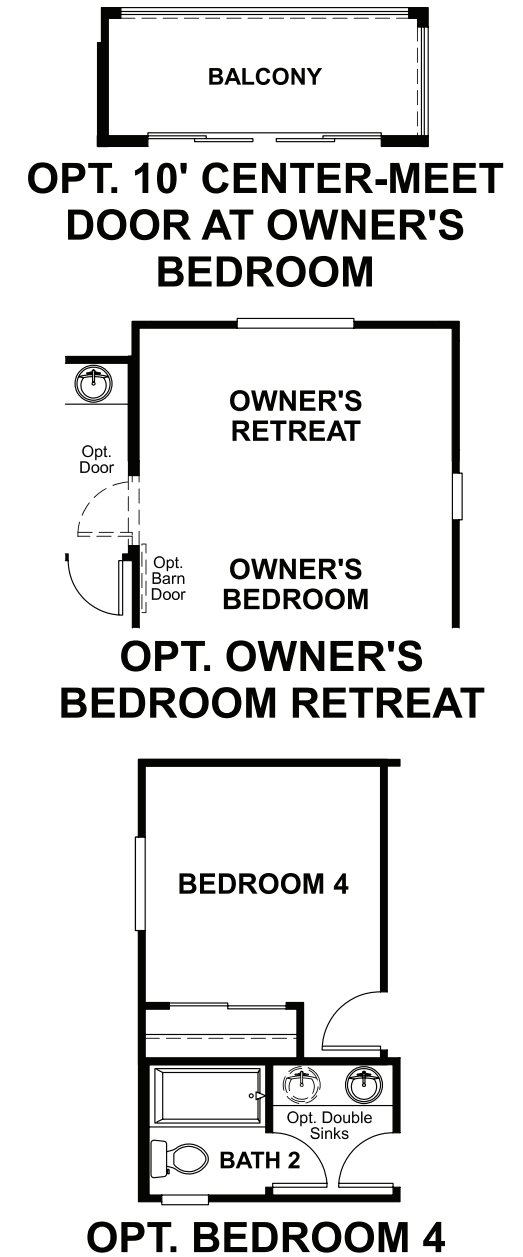 BALCONY
OPT. 10' CENTER-MEET
DOOR AT OWNER'S
BEDROOM
OWNER'S
RETREAT
Opt.
Door
Opt.
Barn
Door
OWNER'S
BEDROOM
OPT. OWNER'S
BEDROOM RETREAT
BEDROOM 4
Opt. Double
Sinks
BATH 2
OPT. BEDROOM 4